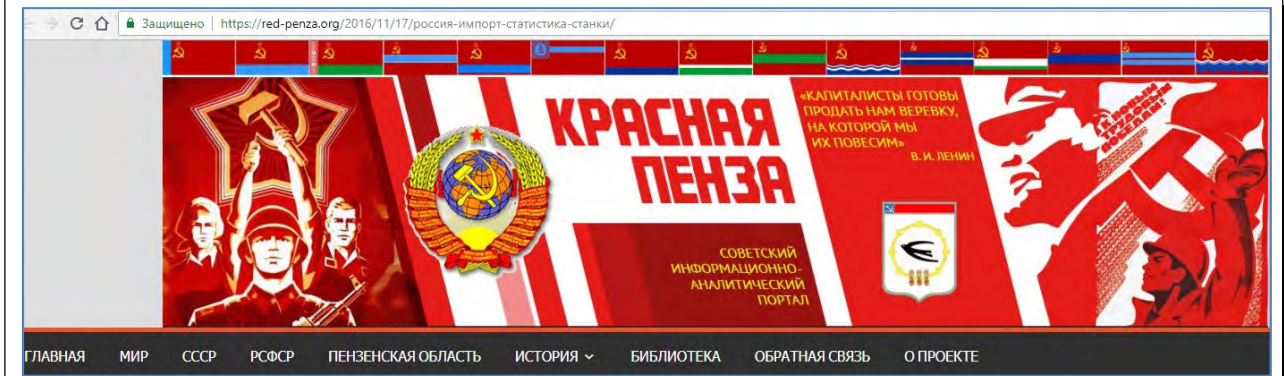 Защищено | https://red-penza.org/2016/11/17/россия-импорт-статистика-станки/
КРАСНАЯ
ПЕНЗА
«КАПИТАЛИСТЫ ГОТОВЫ
ПРОДАТЬ НАМ ВЕРЕВКУ,
НА КОТОРОЙ МЫ
ИХ ПОВЕСИМ»
В. И. ЛЕНИН
СОВЕТСКИЙ
ИНФОРМАЦИОННО-
АНАЛИТИЧЕСКИЙ
ПОРТАЛ
ГЛАВНАЯ МИР СССР РСФСР ПЕНЗЕНСКАЯ ОБЛАСТЬ ИСТОРИЯ БИБЛИОТЕКА ОБРАТНАЯ СВЯЗЬ О ПРОЕКТЕ